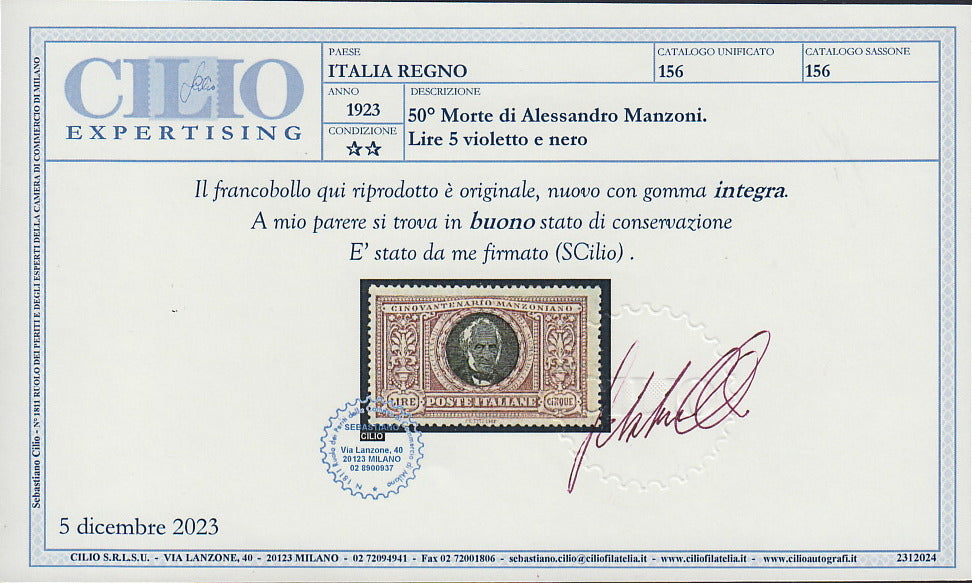 CILIO
EXPERTISING
PAESE
ITALIA REGNO
CATALOGO UNIFICATO
156
CATALOGO SASSONE
156
ANNO
1923
CONDIZIONE
☆☆
DESCRIZIONE
50° Morte di Alessandro Manzoni.
Lire 5 violetto e nero
Il francobollo qui riprodotto è originale, nuovo con gomma integra.
A mio parere si trova in buono stato di conservazione
E' stato da me firmato (SCilio) .
CINQVANTENARIO MANZONIANO
LIRE POSTE ITALIANE CINQUE
SEBASTIANO
CILIO
Via Lanzone, 40
20123 MILANO
02 8900937
5 dicembre 2023
Sebastiano Cilio - N° 1811 RUOLO DEI PERITI E DEGLI ESPERTI DELLA CAMERA DI COMMERCIO DI MILANO
CILIO S.R.L.S.U. - VIA LANZONE, 40 - 20123 MILANO - 02 72094941 - Fax 02 72001806 - sebastiano.cilio@ciliofilatelia.it - www.ciliofilatelia.it - www.cilioautografi.it
2312024